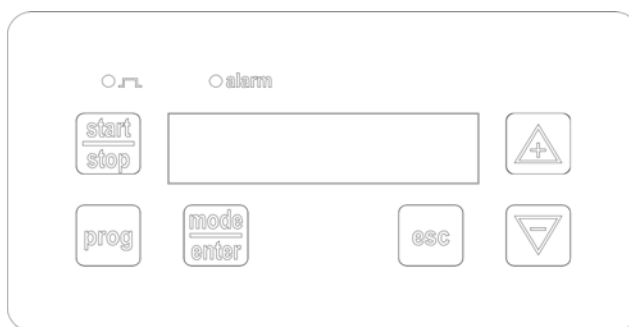 alarm
start
stop
+
prog
mode
enter
esc
-